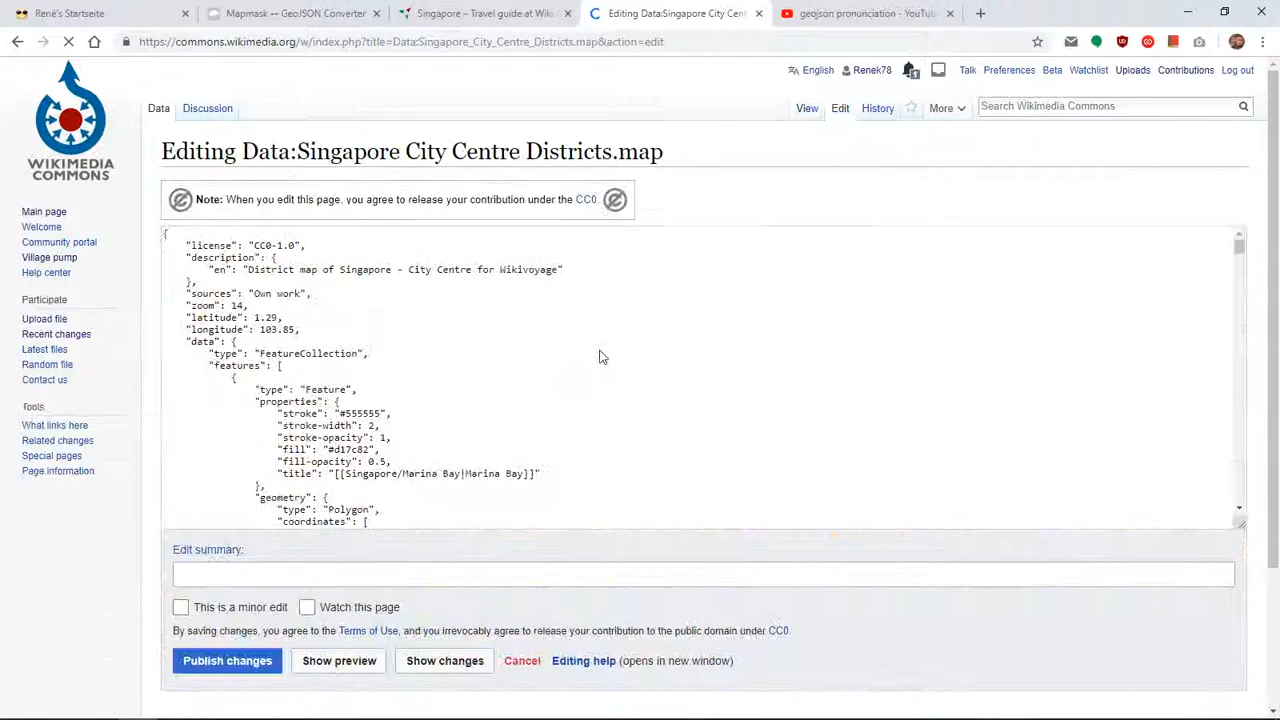 René's Startseite
Mapmask -- GeoJSON Converter
Singapore – Travel guide at Wiki
Editing Data:Singapore City Cent
geojson pronunciation - YouTube
https://commons.wikimedia.org/w/index.php?title=Data:Singapore_City_Centre_Districts.map&action=edit
English Renek78 1 Talk Preferences Beta Watchlist Uploads Contributions Log out
Data Discussion View Edit History More Search Wikimedia Commons
WIKIMEDIA
COMMONS
Main page
Welcome
Community portal
Village pump
Help center
Participate
Upload file
Recent changes
Latest files
Random file
Contact us
Tools
What links here
Related changes
Special pages
Page information
Editing Data:Singapore City Centre Districts.map
Note: When you edit this page, you agree to release your contribution under the CC0.
{
"license": "CC0-1.0",
"description": {
"en": "District map of Singapore - City Centre for Wikivoyage"
},
"sources": "Own work",
"zoom": 14,
"latitude": 1.29,
"longitude": 103.85,
"data": {
"type": "FeatureCollection",
"features": [
{
"type": "Feature",
"properties": {
"stroke": "#555555",
"stroke-width": 2,
"stroke-opacity": 1,
"fill": "#d17c82",
"fill-opacity": 0.5,
"title": "[[Singapore/Marina Bay|Marina Bay]]"
},
"geometry": {
"type": "Polygon",
"coordinates": [
Edit summary:
This is a minor edit Watch this page
By saving changes, you agree to the Terms of Use, and you irrevocably agree to release your contribution to the public domain under CC0.
Publish changes Show preview Show changes Cancel Editing help (opens in new window)